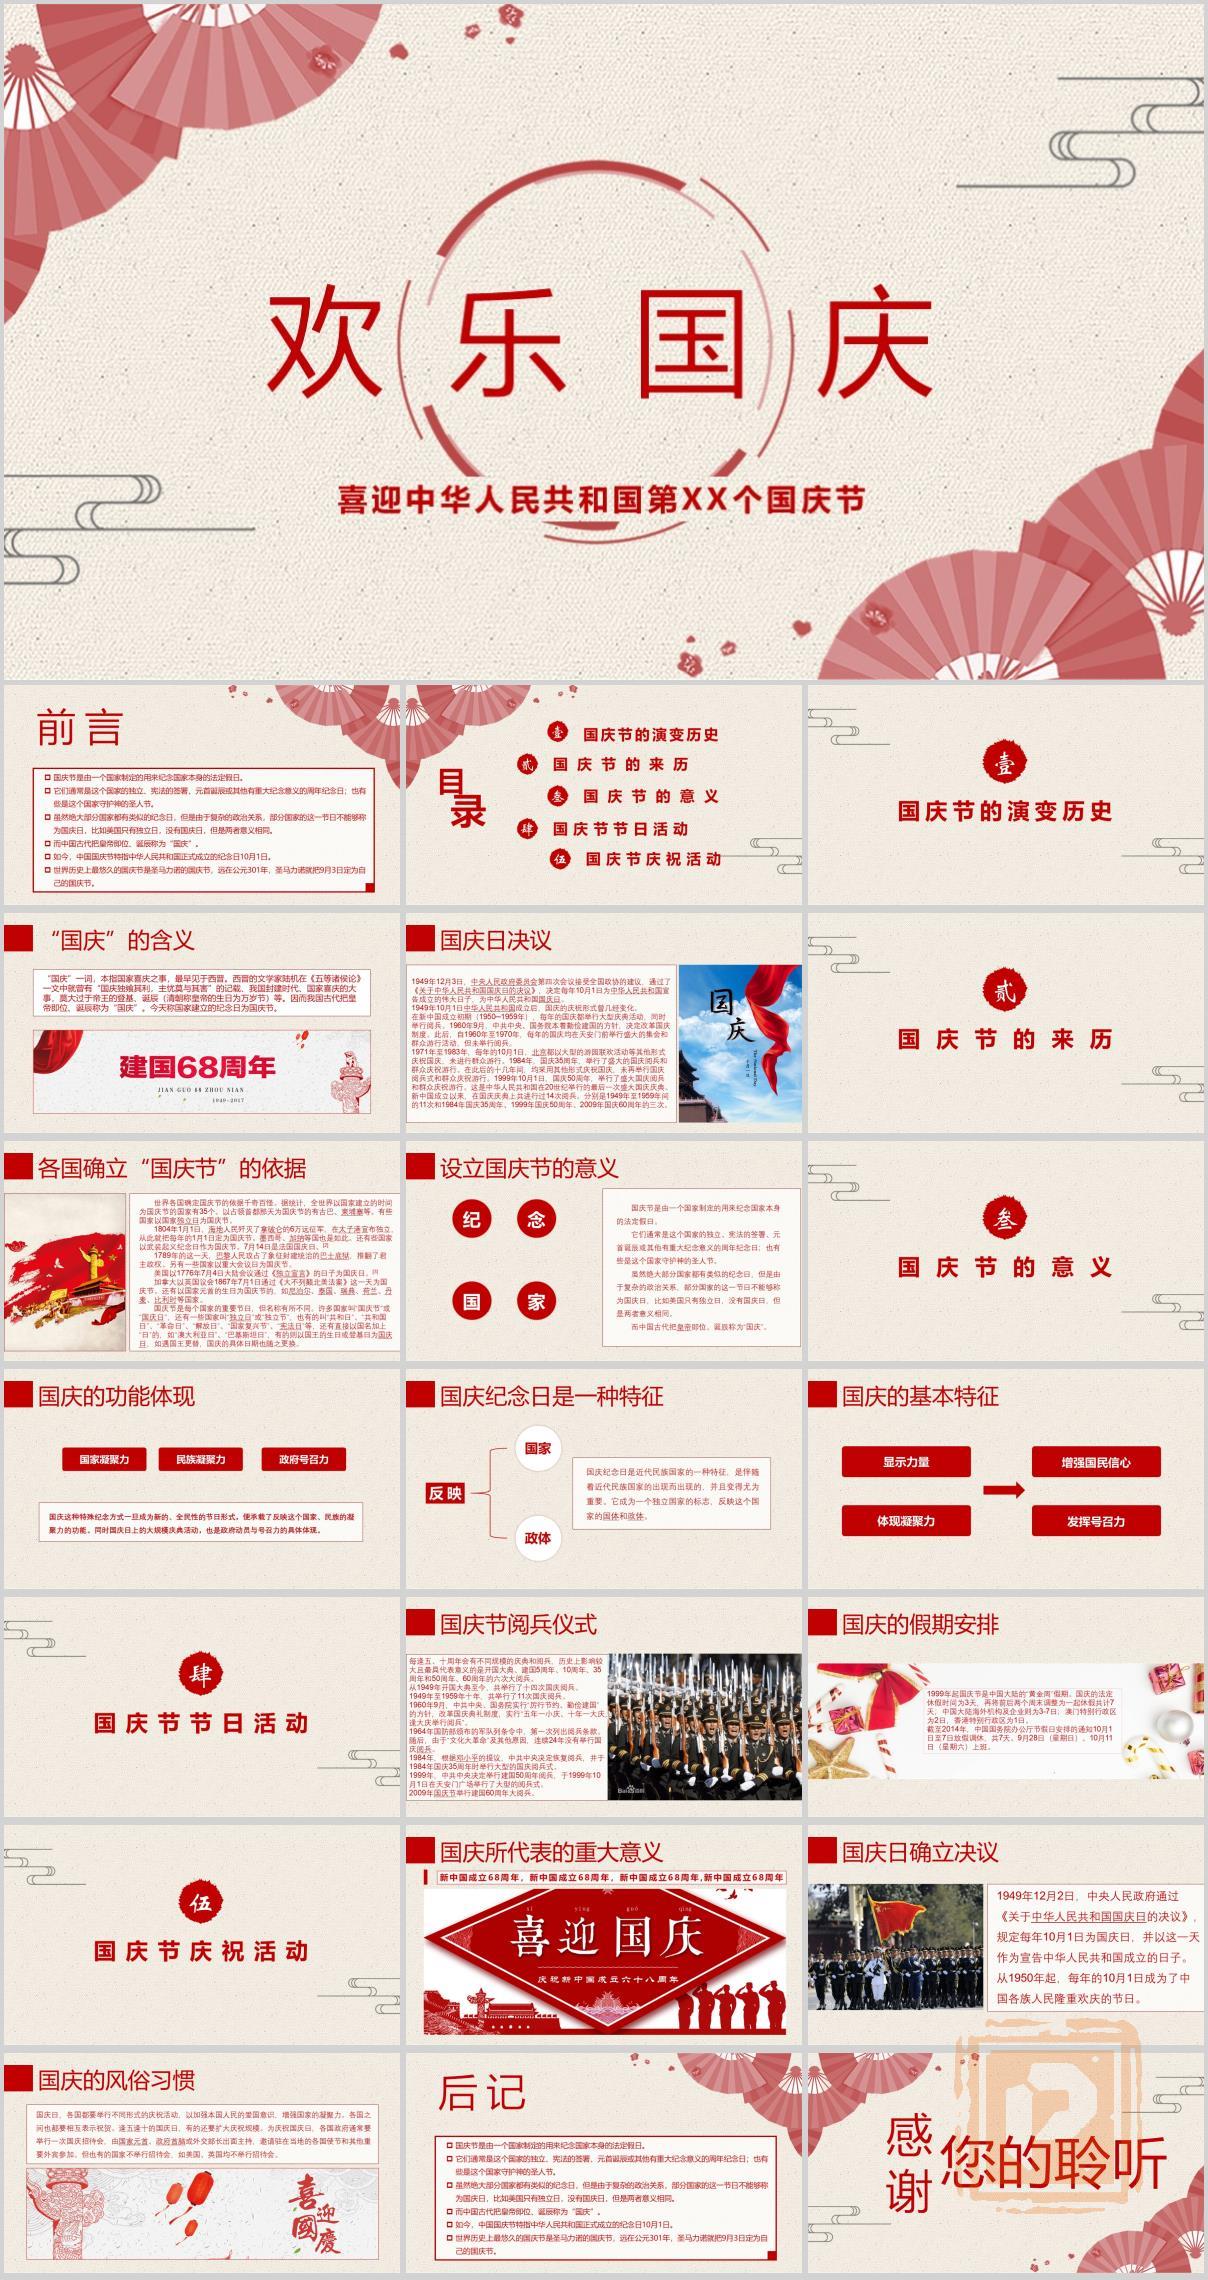 欢乐国庆
喜迎中华人民共和国第XX个国庆节
前言
国庆节是由一个国家制定的用来纪念国家本身的法定假日。
它们通常是这个国家的独立、宪法的签署、元首诞辰或其他有重大纪念意义的周年纪念日；也有
些是这个国家守护神的圣人节。
虽然绝大部分国家都有类似的纪念日，但是由于复杂的政治关系，部分国家的这一节日不能够称
为国庆日，比如美国只有独立日，没有国庆日，但是两者意义相同。
而中国古代把皇帝即位、诞辰称为“国庆”。
如今，中国国庆节特指中华人民共和国正式成立的纪念日10月1日。
世界历史上最悠久的国庆节是圣马力诺的国庆节，远在公元301年，圣马力诺就把9月3日定为自
己的国庆节。
目录
壹 国庆节的演变历史
贰 国庆节的来历
叁 国庆节的意义
肆 国庆节节日活动
伍 国庆节庆祝活动
壹
国庆节的演变历史
“国庆”的含义
“国庆”一词，本指国家喜庆之事，最早见于西晋。西晋的文学家陆机在《五等诸侯论》
一文中就曾有“国庆独飨其利，主忧莫与其害”的记载、我国封建时代、国家喜庆的大
事，莫大过于帝王的登基、诞辰（清朝称皇帝的生日为万岁节）等。因而我国古代把皇
帝即位、诞辰称为“国庆”。今天称国家建立的纪念日为国庆节。
建国68周年
JIAN GUO 68 ZHOU NIAN
1949-2017
国庆日决议
1949年12月3日，中央人民政府委员会第四次会议接受全国政协的建议，通过了
《关于中华人民共和国国庆日的决议》，决定每年10月1日为中华人民共和国宣
告成立的伟大日子，为中华人民共和国国庆日。
1949年10月1日中华人民共和国成立后，国庆的庆祝形式曾几经变化。
在新中国成立初期（1950─1959年），每年的国庆都举行大型庆典活动，同时
举行阅兵。1960年9月，中共中央、国务院本着勤俭建国的方针，决定改革国庆
制度。此后，自1960年至1970年，每年的国庆均在天安门前举行盛大的集会和
群众游行活动，但未举行阅兵。
1971年至1983年，每年的10月1日，北京都以大型的游园联欢活动等其他形式
庆祝国庆，未进行群众游行。1984年，国庆35周年，举行了盛大的国庆阅兵和
群众庆祝游行。在此后的十几年间，均采用其他形式庆祝国庆，未再举行国庆
阅兵式和群众庆祝游行。1999年10月1日，国庆50周年，举行了盛大国庆阅兵
和群众庆祝游行。这是中华人民共和国在20世纪举行的最后一次盛大国庆庆典。
新中国成立以来，在国庆庆典上共进行过14次阅兵。分别是1949年至1959年间
的11次和1984年国庆35周年、1999年国庆50周年、2009年国庆60周年的三次。
国庆
贰
国庆节的来历
各国确立“国庆节”的依据
世界各国确定国庆节的依据千奇百怪。据统计，全世界以国家建立的时间
为国庆节的国家有35个。以占领首都那天为国庆节的有古巴、柬埔寨等。有些
国家以国家独立日为国庆节。
1804年1月1日，海地人民歼灭了拿破仑的6万远征军，在太子港宣布独立，
从此就把每年的1月1日定为国庆节。墨西哥、加纳等国也是如此。还有些国家
以武装起义纪念日作为国庆节。7月14日是法国国庆日。[2]
1789年的这一天，巴黎人民攻占了象征封建统治的巴士底狱，推翻了君
主政权。另有一些国家以重大会议日为国庆节。
美国以1776年7月4日大陆会议通过《独立宣言》的日子为国庆日。[3]
加拿大以英国议会1867年7月1日通过《大不列颠北美法案》这一天为国
庆节。还有以国家元首的生日为国庆节的，如尼泊尔、泰国、瑞典、荷兰、丹
麦、比利时等国家。
国庆节是每个国家的重要节日，但名称有所不同。许多国家叫“国庆节”或
“国庆日”，还有一些国家叫“独立日”或“独立节”，也有的叫“共和日”、“共和国
日”、“革命日”、“解放日”、“国家复兴节”、“宪法日”等，还有直接以国名加上
“日”的，如“澳大利亚日”、“巴基斯坦日”，有的则以国王的生日或登基日为国庆
日，如遇国王更替，国庆的具体日期也随之更换。
设立国庆节的意义
纪 念
国 家
国庆节是由一个国家制定的用来纪念国家本身
的法定假日。
它们通常是这个国家的独立、宪法的签署、元
首诞辰或其他有重大纪念意义的周年纪念日；也有
些是这个国家守护神的圣人节。
虽然绝大部分国家都有类似的纪念日，但是由
于复杂的政治关系，部分国家的这一节日不能够称
为国庆日，比如美国只有独立日，没有国庆日，但
是两者意义相同。
而中国古代把皇帝即位、诞辰称为“国庆”。
叁
国庆节的意义
国庆的功能体现
国家凝聚力 民族凝聚力 政府号召力
国庆这种特殊纪念方式一旦成为新的、全民性的节日形式，便承载了反映这个国家、民族的凝
聚力的功能。同时国庆日上的大规模庆典活动，也是政府动员与号召力的具体体现。
国庆纪念日是一种特征
反映
国家
政体
国庆纪念日是近代民族国家的一种特征，是伴随
着近代民族国家的出现而出现的，并且变得尤为
重要。它成为一个独立国家的标志，反映这个国
家的国体和政体。
国庆的基本特征
显示力量 增强国民信心
体现凝聚力 发挥号召力
肆
国庆节节日活动
国庆节阅兵仪式
每逢五、十周年会有不同规模的庆典和阅兵，历史上影响较
大且最具代表意义的是开国大典、建国5周年、10周年、35
周年和50周年、60周年的六次大阅兵。
从1949年开国大典至今，共举行了十四次国庆阅兵。
1949年至1959年十年，共举行了11次国庆阅兵。
1960年9月，中共中央、国务院实行“厉行节约、勤俭建国”
的方针，改革国庆典礼制度，实行“五年一小庆、十年一大庆，
逢大庆举行阅兵”。
1964年国防部颁布的军队列条令中，第一次列出阅兵条款。
随后，由于“文化大革命”及其他原因，连续24年没有举行国
庆阅兵。
1984年，根据邓小平的提议，中共中央决定恢复阅兵，并于
1984年国庆35周年时举行大型的国庆阅兵式。
1999年，中共中央决定举行建国50周年阅兵，于1999年10
月1日在天安门广场举行了大型的阅兵式。
2009年国庆节举行建国60周年大阅兵。
国庆的假期安排
1999年起国庆节是中国大陆的“黄金周”假期。国庆的法定
休假时间为3天，再将前后两个周末调整为一起休假共计7
天；中国大陆海外机构及企业则为3-7日；澳门特别行政区
为2日，香港特别行政区为1日。
截至2014年，中国国务院办公厅节假日安排的通知10月1
日至7日放假调休，共7天。9月28日（星期日）、10月11
日（星期六）上班。
伍
国庆节庆祝活动
国庆所代表的重大意义
新中国成立68周年，新中国成立68周年，新中国成立68周年,新中国成立68周年
xǐ yíng guó qìng
喜迎国庆
庆祝新中国成立六十八周年
国庆日确立决议
1949年12月2日，中央人民政府通过
《关于中华人民共和国国庆日的决议》，
规定每年10月1日为国庆日，并以这一天
作为宣告中华人民共和国成立的日子。
从1950年起，每年的10月1日成为了中
国各族人民隆重欢庆的节日。
国庆的风俗习惯
国庆日，各国都要举行不同形式的庆祝活动，以加强本国人民的爱国意识，增强国家的凝聚力。各国之
间也都要相互表示祝贺。逢五逢十的国庆日，有的还要扩大庆祝规模。为庆祝国庆日，各国政府通常要
举行一次国庆招待会，由国家元首、政府首脑或外交部长出面主持，邀请驻在当地的各国使节和其他重
要外宾参加。但也有的国家不举行招待会，如美国、英国均不举行招待会。
喜迎國慶
后记
国庆节是由一个国家制定的用来纪念国家本身的法定假日。
它们通常是这个国家的独立、宪法的签署、元首诞辰或其他有重大纪念意义的周年纪念日；也有
些是这个国家守护神的圣人节。
虽然绝大部分国家都有类似的纪念日，但是由于复杂的政治关系，部分国家的这一节日不能够称
为国庆日，比如美国只有独立日，没有国庆日，但是两者意义相同。
而中国古代把皇帝即位、诞辰称为“国庆”。
如今，中国国庆节特指中华人民共和国正式成立的纪念日10月1日。
世界历史上最悠久的国庆节是圣马力诺的国庆节，远在公元301年，圣马力诺就把9月3日定为自
己的国庆节。
感谢您的聆听